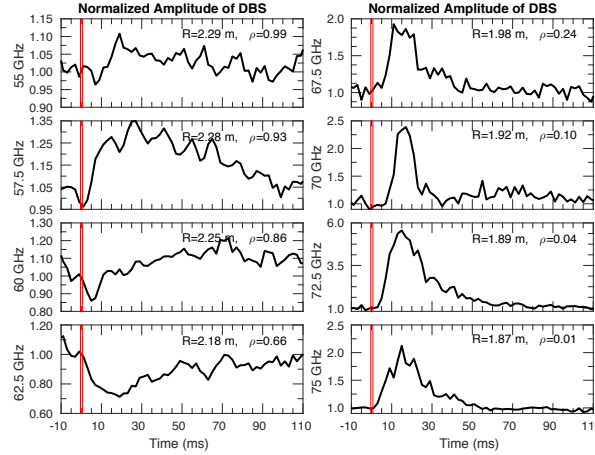 Normalized Amplitude of DBS
55 GHz
1.15
1.10
1.05
1.00
0.95
0.90
R=2.29 m, ρ=0.99
57.5 GHz
1.35
1.25
1.15
1.05
0.95
R=2.28 m, ρ=0.93
60 GHz
1.30
1.20
1.10
1.00
0.90
0.80
R=2.25 m, ρ=0.86
62.5 GHz
1.20
1.00
0.80
0.60
R=2.18 m, ρ=0.66
-10 10 30 50 70 90 110
Time (ms)
Normalized Amplitude of DBS
67.5 GHz
2.0
1.5
1.0
R=1.98 m, ρ=0.24
70 GHz
2.5
2.0
1.5
1.0
R=1.92 m, ρ=0.10
72.5 GHz
6.0
3.5
1.0
R=1.89 m, ρ=0.04
75 GHz
2.5
2.0
1.5
1.0
R=1.87 m, ρ=0.01
-10 10 30 50 70 90 110
Time (ms)